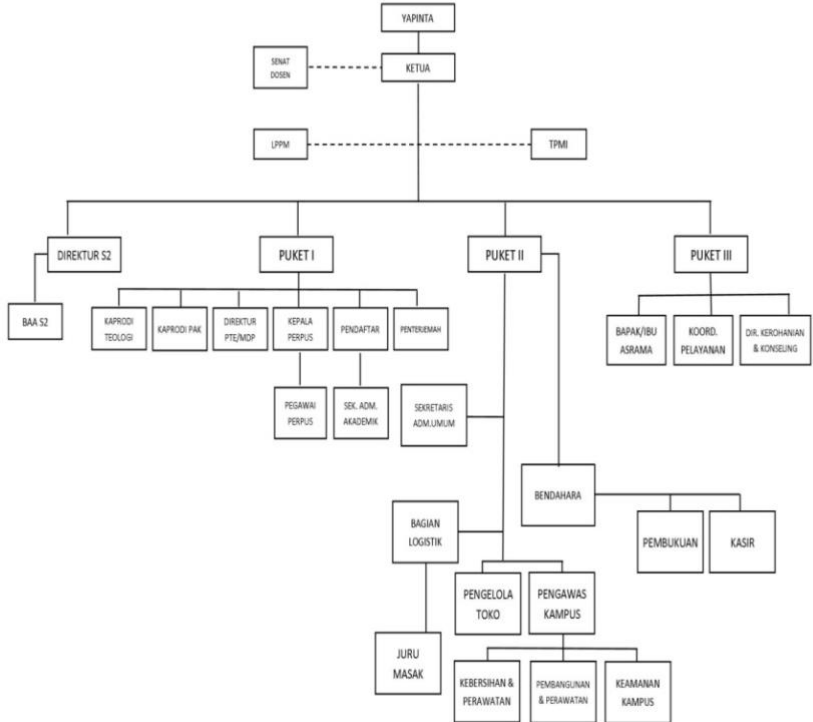 YAPINTA
SENAT
DOSEN
KETUA
LPPM
TPMI
DIREKTUR S2
PUKET I
PUKET II
PUKET III
BAA S2
KAPRODI
TEOLOGI
KAPRODI PAK
DIREKTUR
PTE/MDP
KEPALA
PERPUS
PENDAFTAR
PENTERJEMAH
BAPAK/IBU
ASRAMA
KOORD.
PELAYANAN
DIR. KEROHANIAN
& KONSELING
PEGAWAI
PERPUS
SEK. ADM.
AKADEMIK
SEKRETARIS
ADM.UMUM
BENDAHARA
BAGIAN
LOGISTIK
PEMBUKUAN
KASIR
PENGELOLA
TOKO
PENGAWAS
KAMPUS
JURU
MASAK
KEBERSIHAN &
PERAWATAN
PEMBANGUNAN
& PERAWATAN
KEAMANAN
KAMPUS